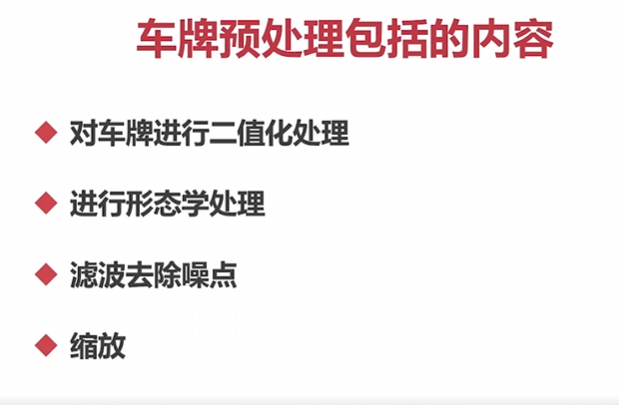 车牌预处理包括的内容
对车牌进行二值化处理
进行形态学处理
滤波去除噪点
缩放